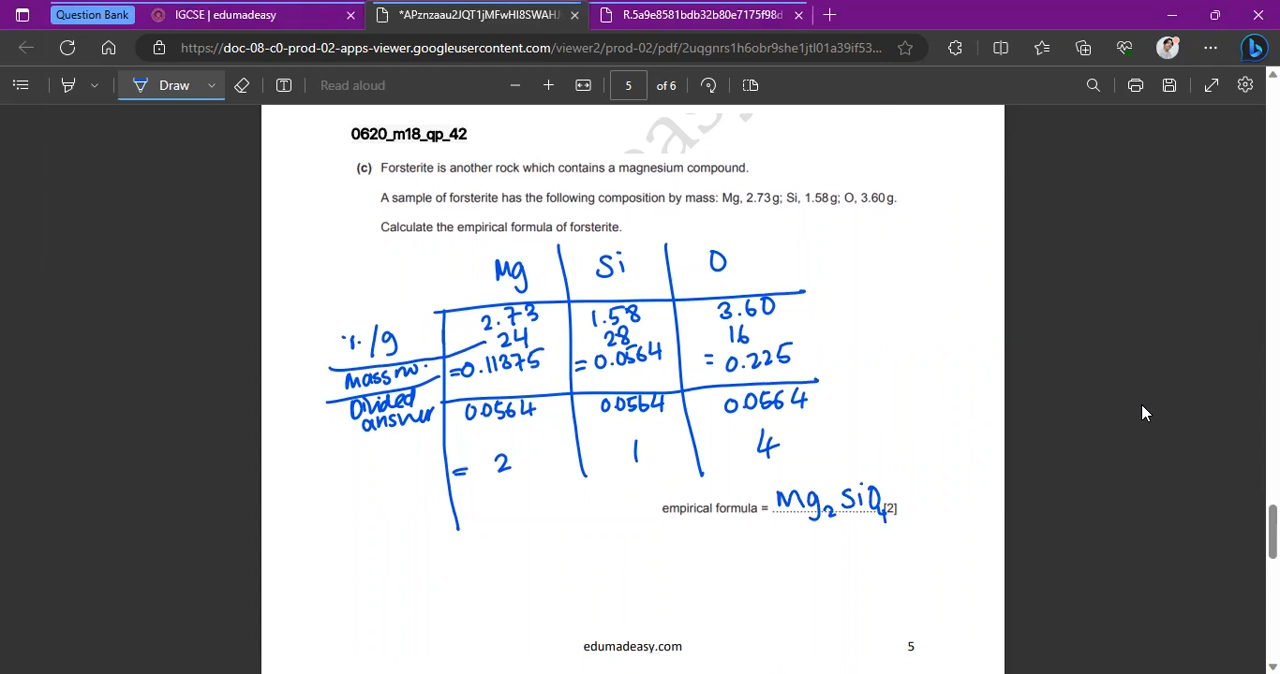 Question Bank
IGCSE | edumadeasy
*APznzaau2JQT1jMFwHI8SWAH
R.5a9e8581bdb32b80e7175f98d
https://doc-08-c0-prod-02-apps-viewer.googleusercontent.com/viewer2/prod-02/pdf/2uqgnrs1h6obr9she1jtl01a39if53...
Draw
Read aloud
5
of 6
0620_m18_qp_42
(c) Forsterite is another rock which contains a magnesium compound.
A sample of forsterite has the following composition by mass: Mg, 2.73 g; Si, 1.58 g; O, 3.60 g.
Calculate the empirical formula of forsterite.
Mg Si O
%/g 2.73 1.58 3.60
Mass no. 24 28 16
=0.11375 =0.0564 =0.225
Divided answer 0.0564 0.0564 0.0564
= 2 1 4
empirical formula = Mg₂SiO₄ [2]
edumadeasy.com
5